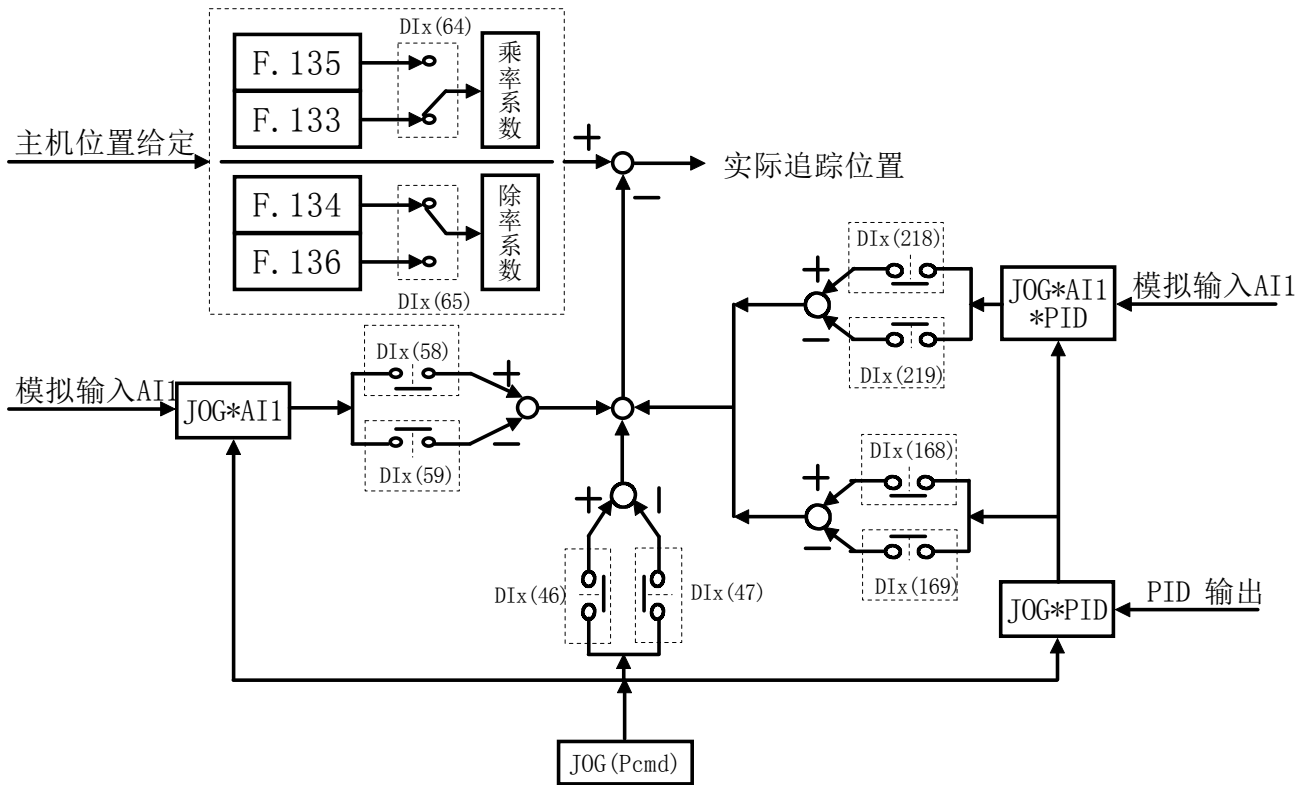 DIx(64)
F.135
乘率系数
F.133
主机位置给定
+
实际追踪位置
−
F.134
除率系数
F.136
DIx(65)
DIx(218)
+
JOG*AI1
*PID
模拟输入AI1
−
DIx(219)
DIx(58)
模拟输入AI1
JOG*AI1
+
−
DIx(59)
DIx(168)
+
−
DIx(169)
+
−
DIx(46)
DIx(47)
JOG*PID
PID 输出
JOG(Pcmd)